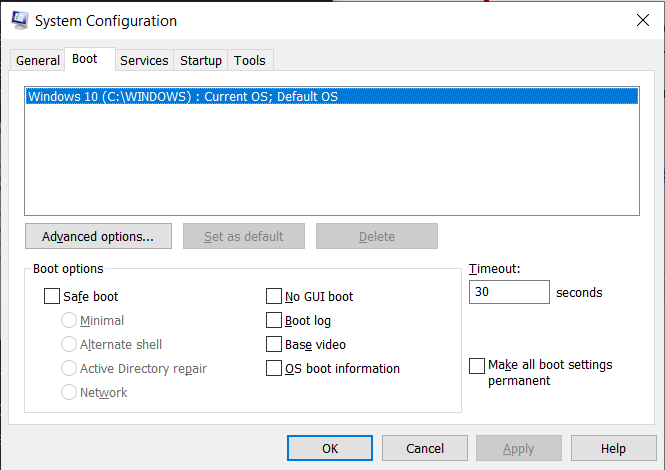 System Configuration
General Boot Services Startup Tools
Windows 10 (C:\WINDOWS) : Current OS; Default OS
Advanced options... Set as default Delete
Boot options
Safe boot
Minimal
Alternate shell
Active Directory repair
Network
No GUI boot
Boot log
Base video
OS boot information
Timeout:
30 seconds
Make all boot settings
permanent
OK Cancel Apply Help